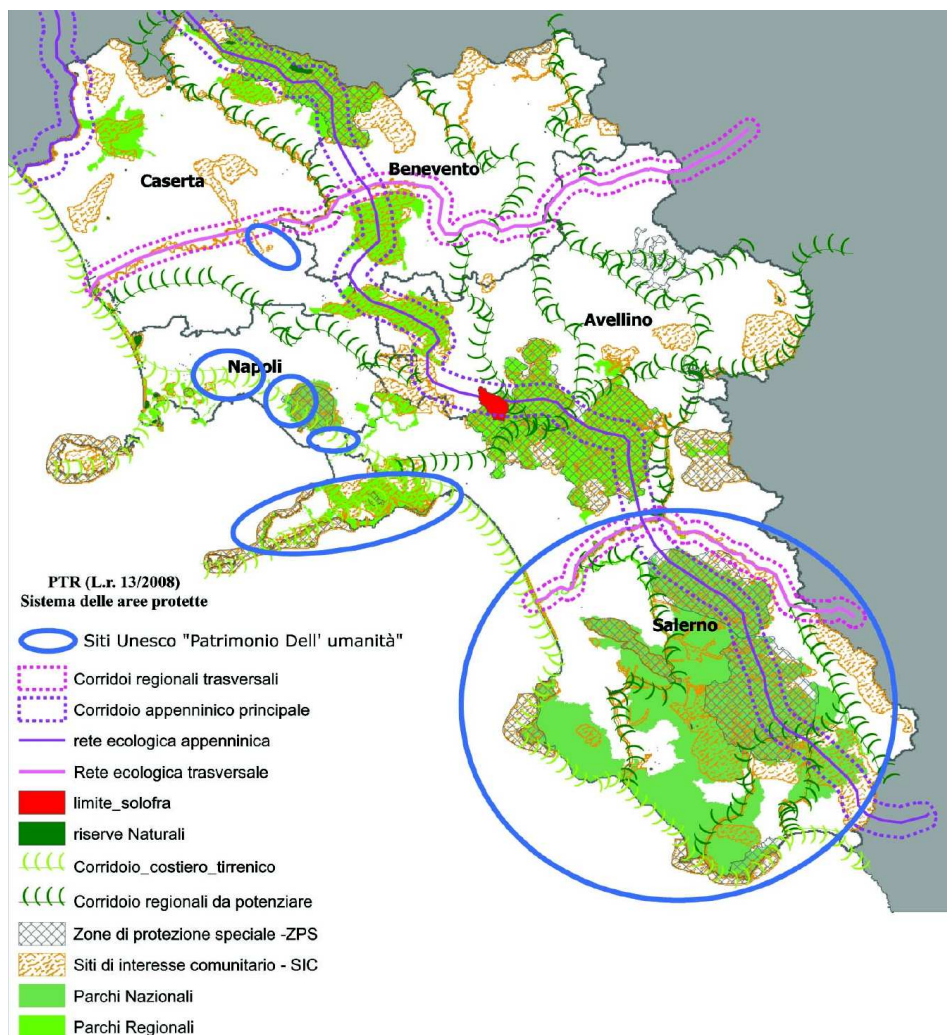 Benevento
Caserta
Avellino
Napoli
Salerno
PTR (L.r. 13/2008)
Sistema delle aree protette
Siti Unesco "Patrimonio Dell' umanità"
Corridoi regionali trasversali
Corridoio appenninico principale
rete ecologica appenninica
Rete ecologica trasversale
limite_solofra
riserve Naturali
Corridoio_costiero_tirrenico
Corridoio regionali da potenziare
Zone di protezione speciale -ZPS
Siti di interesse comunitario - SIC
Parchi Nazionali
Parchi Regionali